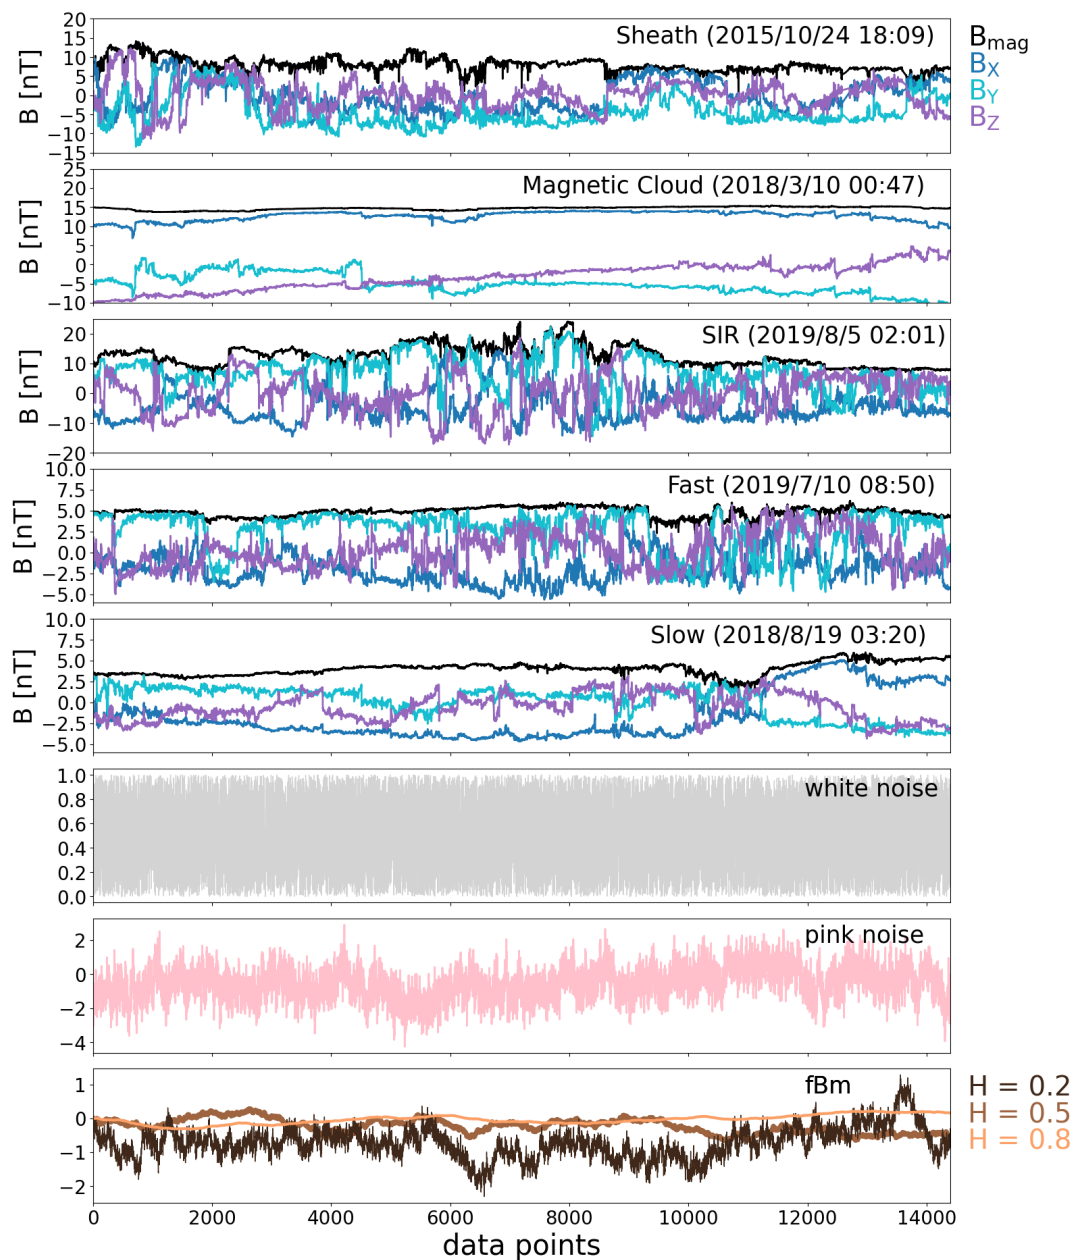 Sheath (2015/10/24 18:09)
B [nT]
20
15
10
5
0
−5
−10
−15
Bmag
BX
BY
BZ
Magnetic Cloud (2018/3/10 00:47)
B [nT]
25
20
15
10
5
0
−5
−10
SIR (2019/8/5 02:01)
B [nT]
20
10
0
−10
−20
Fast (2019/7/10 08:50)
B [nT]
10.0
7.5
5.0
2.5
0.0
−2.5
−5.0
Slow (2018/8/19 03:20)
B [nT]
10.0
7.5
5.0
2.5
0.0
−2.5
−5.0
white noise
1.0
0.8
0.6
0.4
0.2
0.0
pink noise
2
0
−2
−4
fBm
1
0
−1
−2
H = 0.2
H = 0.5
H = 0.8
0 2000 4000 6000 8000 10000 12000 14000
data points